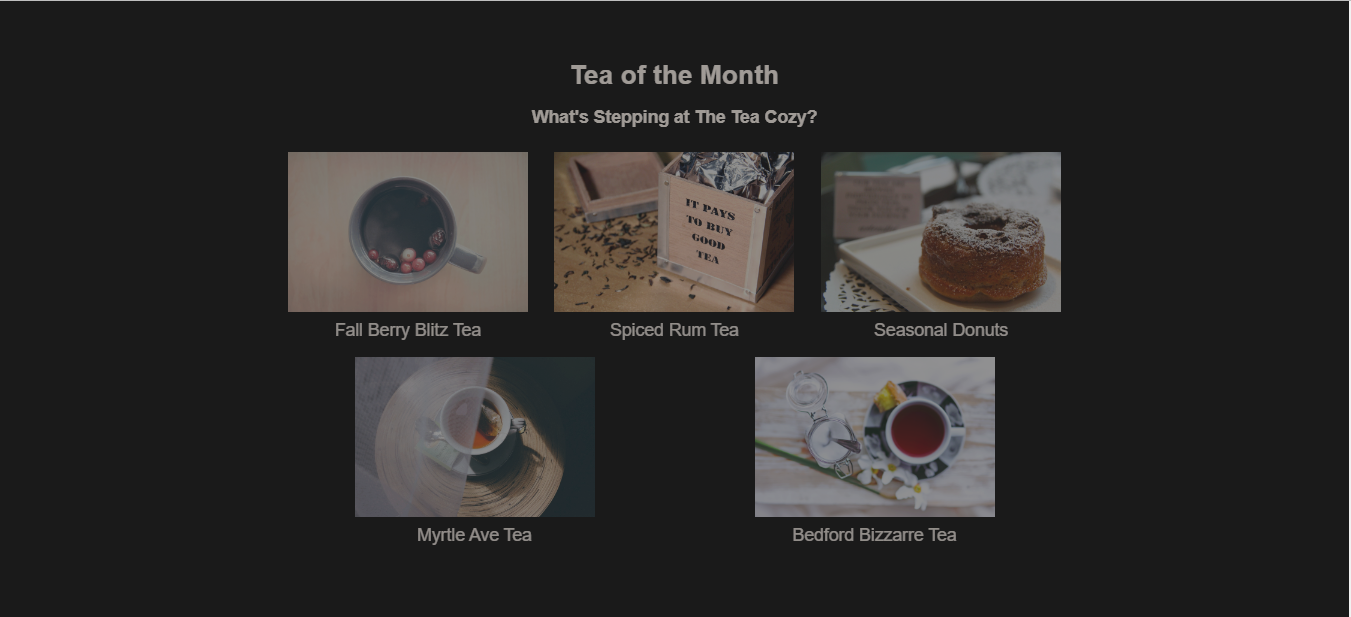 Tea of the Month
What's Stepping at The Tea Cozy?
IT PAYS
TO BUY
GOOD
TEA
Fall Berry Blitz Tea
Spiced Rum Tea
Seasonal Donuts
Myrtle Ave Tea
Bedford Bizzarre Tea